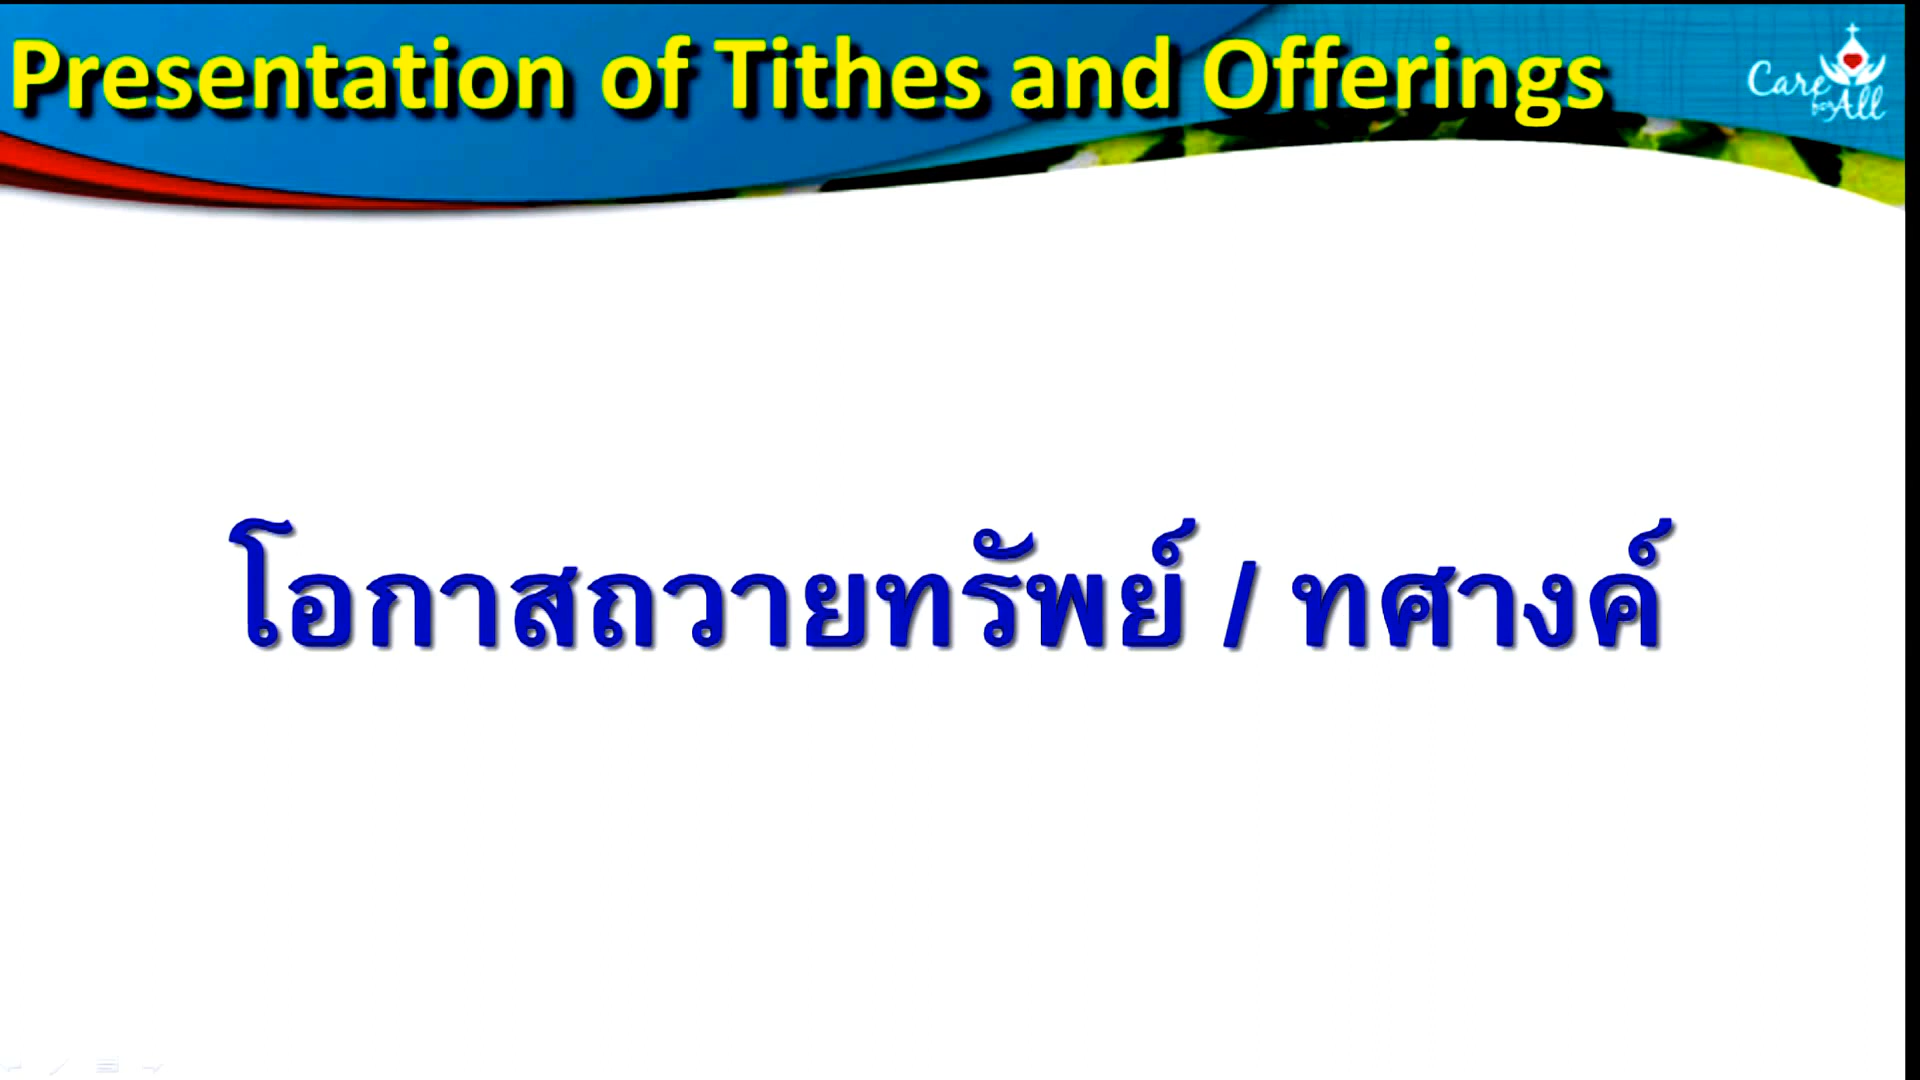 Presentation of Tithes and Offerings
Care
for All
โอกาสถวายทรัพย์ / ทศางค์